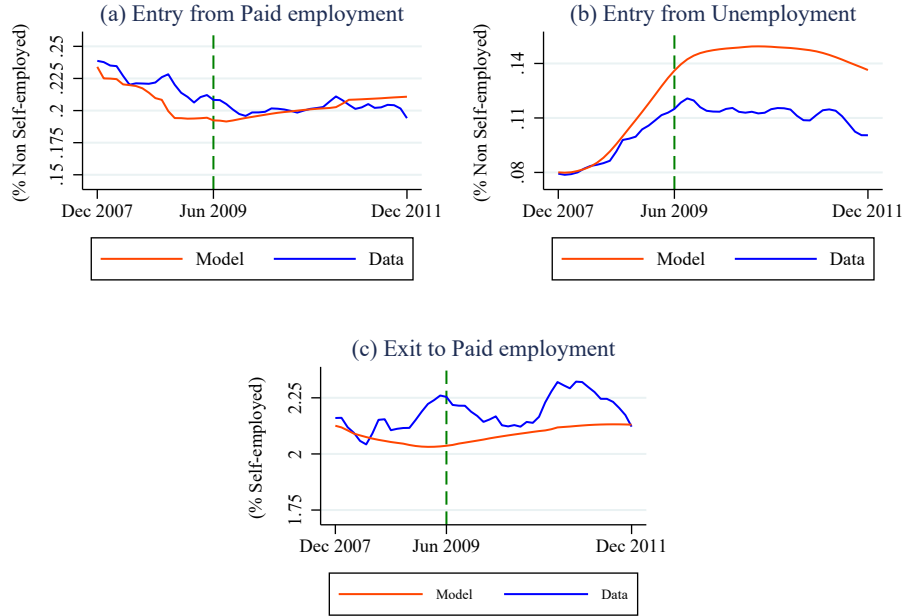 (a) Entry from Paid employment
(% Non Self-employed)
.15 .175 .2 .225 .25
Dec 2007 Jun 2009 Dec 2011
Model Data
(b) Entry from Unemployment
(% Non Self-employed)
.08 .11 .14
Dec 2007 Jun 2009 Dec 2011
Model Data
(c) Exit to Paid employment
(% Self-employed)
1.75 2 2.25
Dec 2007 Jun 2009 Dec 2011
Model Data